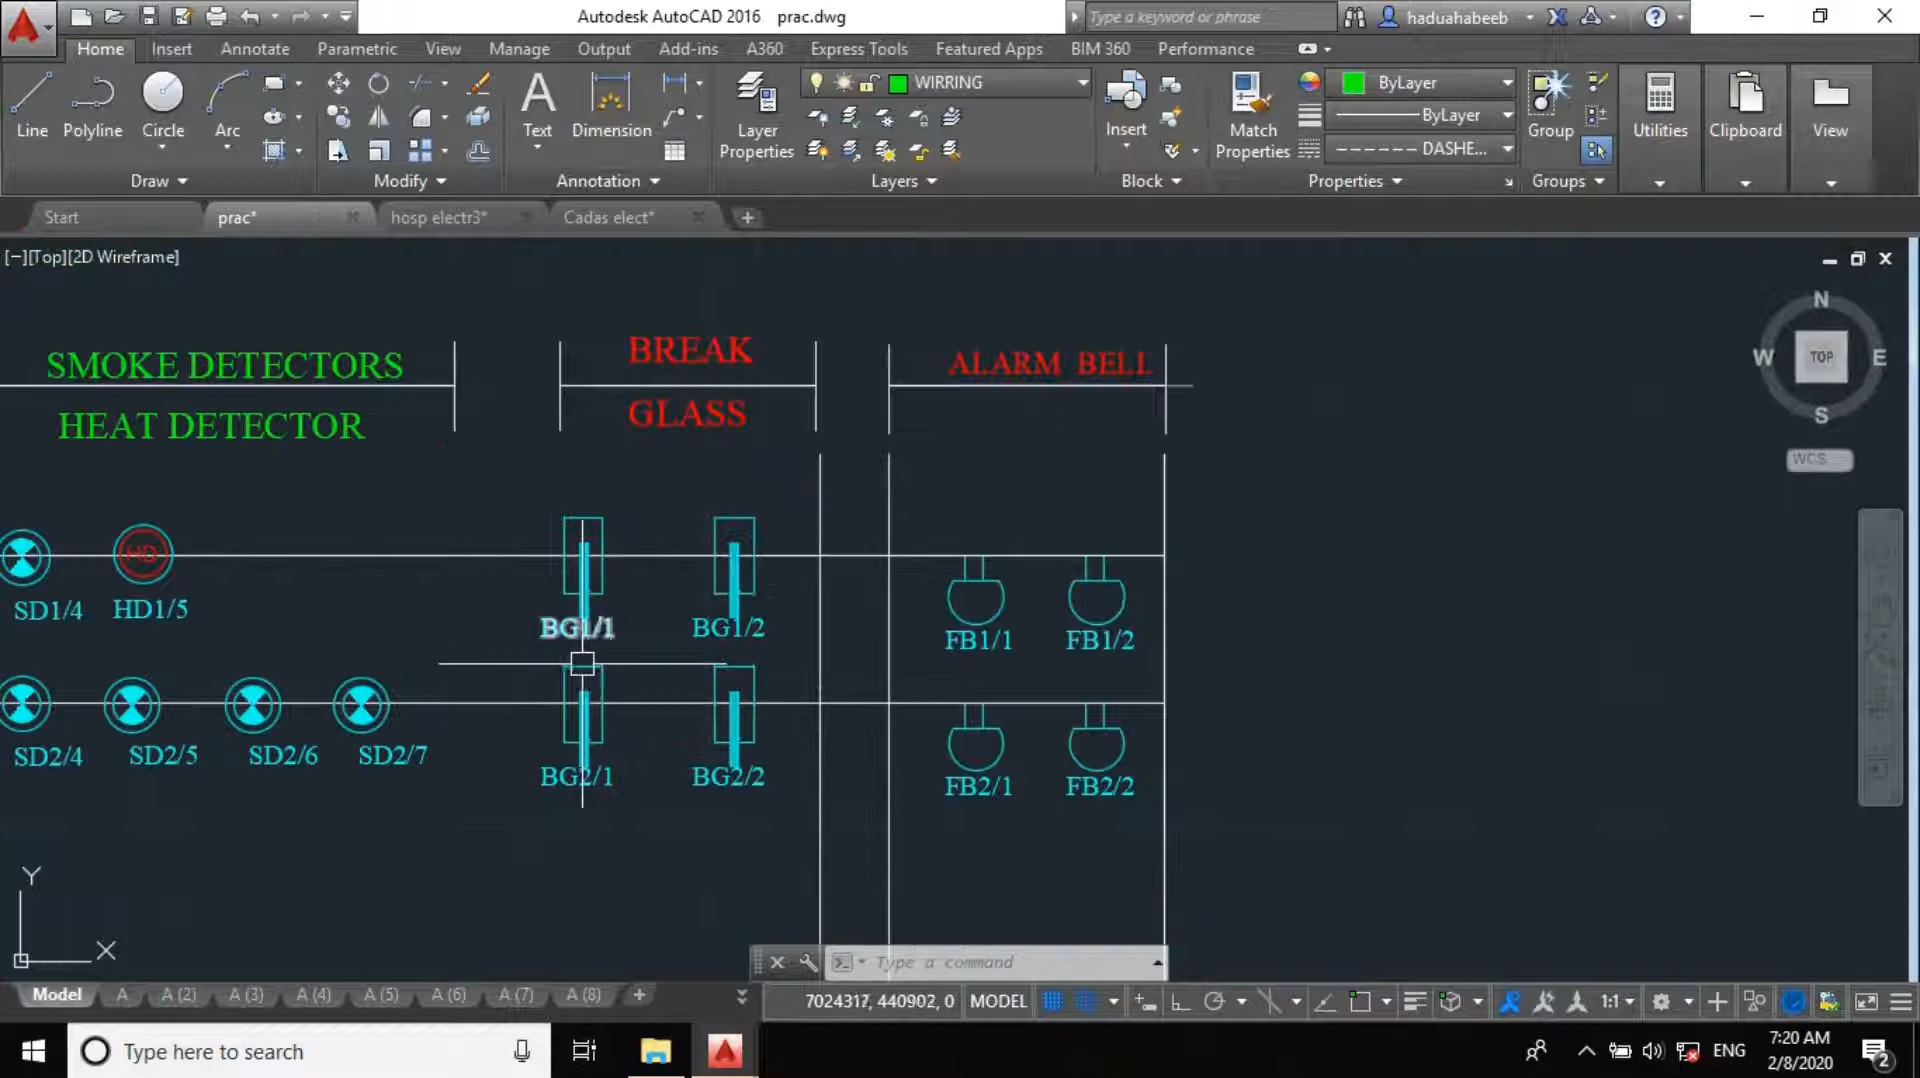 Autodesk AutoCAD 2016 prac.dwg
Type a keyword or phrase
haduahabeeb
Home Insert Annotate Parametric View Manage Output Add-ins A360 Express Tools Featured Apps BIM 360 Performance
WIRRING
ByLayer
ByLayer
DASHE...
Line Polyline Circle Arc Text Dimension Layer Properties Insert Match Properties Group Utilities Clipboard View
Draw Modify Annotation Layers Block Properties Groups
Start prac* hosp electr3* Cadas elect*
[−][Top][2D Wireframe]
N
W TOP E
S
WCS
SMOKE DETECTORS
HEAT DETECTOR
BREAK
GLASS
ALARM BELL
HD
SD1/4 HD1/5 BG1/1 BG1/2 FB1/1 FB1/2
SD2/4 SD2/5 SD2/6 SD2/7 BG2/1 BG2/2 FB2/1 FB2/2
Y
X
Type a command
Model A A (2) A (3) A (4) A (5) A (6) A (7) A (8)
7024317, 440902, 0 MODEL 1:1
Type here to search
ENG
7:20 AM
2/8/2020
2